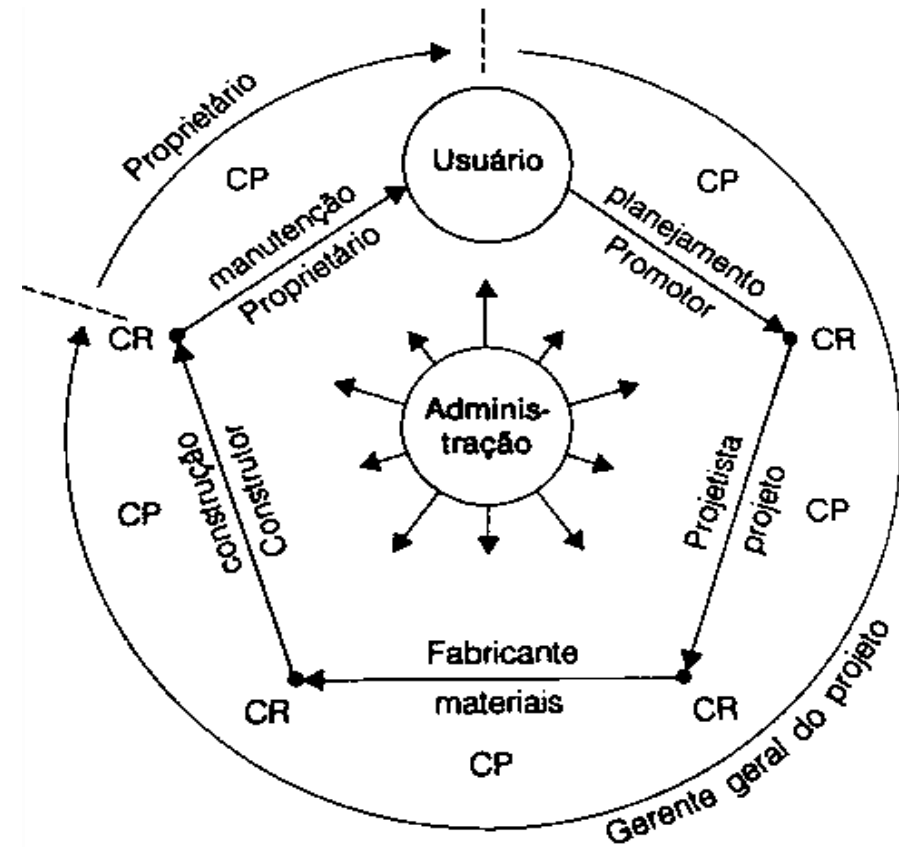 Proprietário
CP
Usuário
CP
manutenção
Proprietário
planejamento
Promotor
CR
CR
Adminis-
tração
construção
Construtor
CP
Projetista
projeto
CP
Fabricante
materiais
CR
CR
CP
Gerente geral do projeto